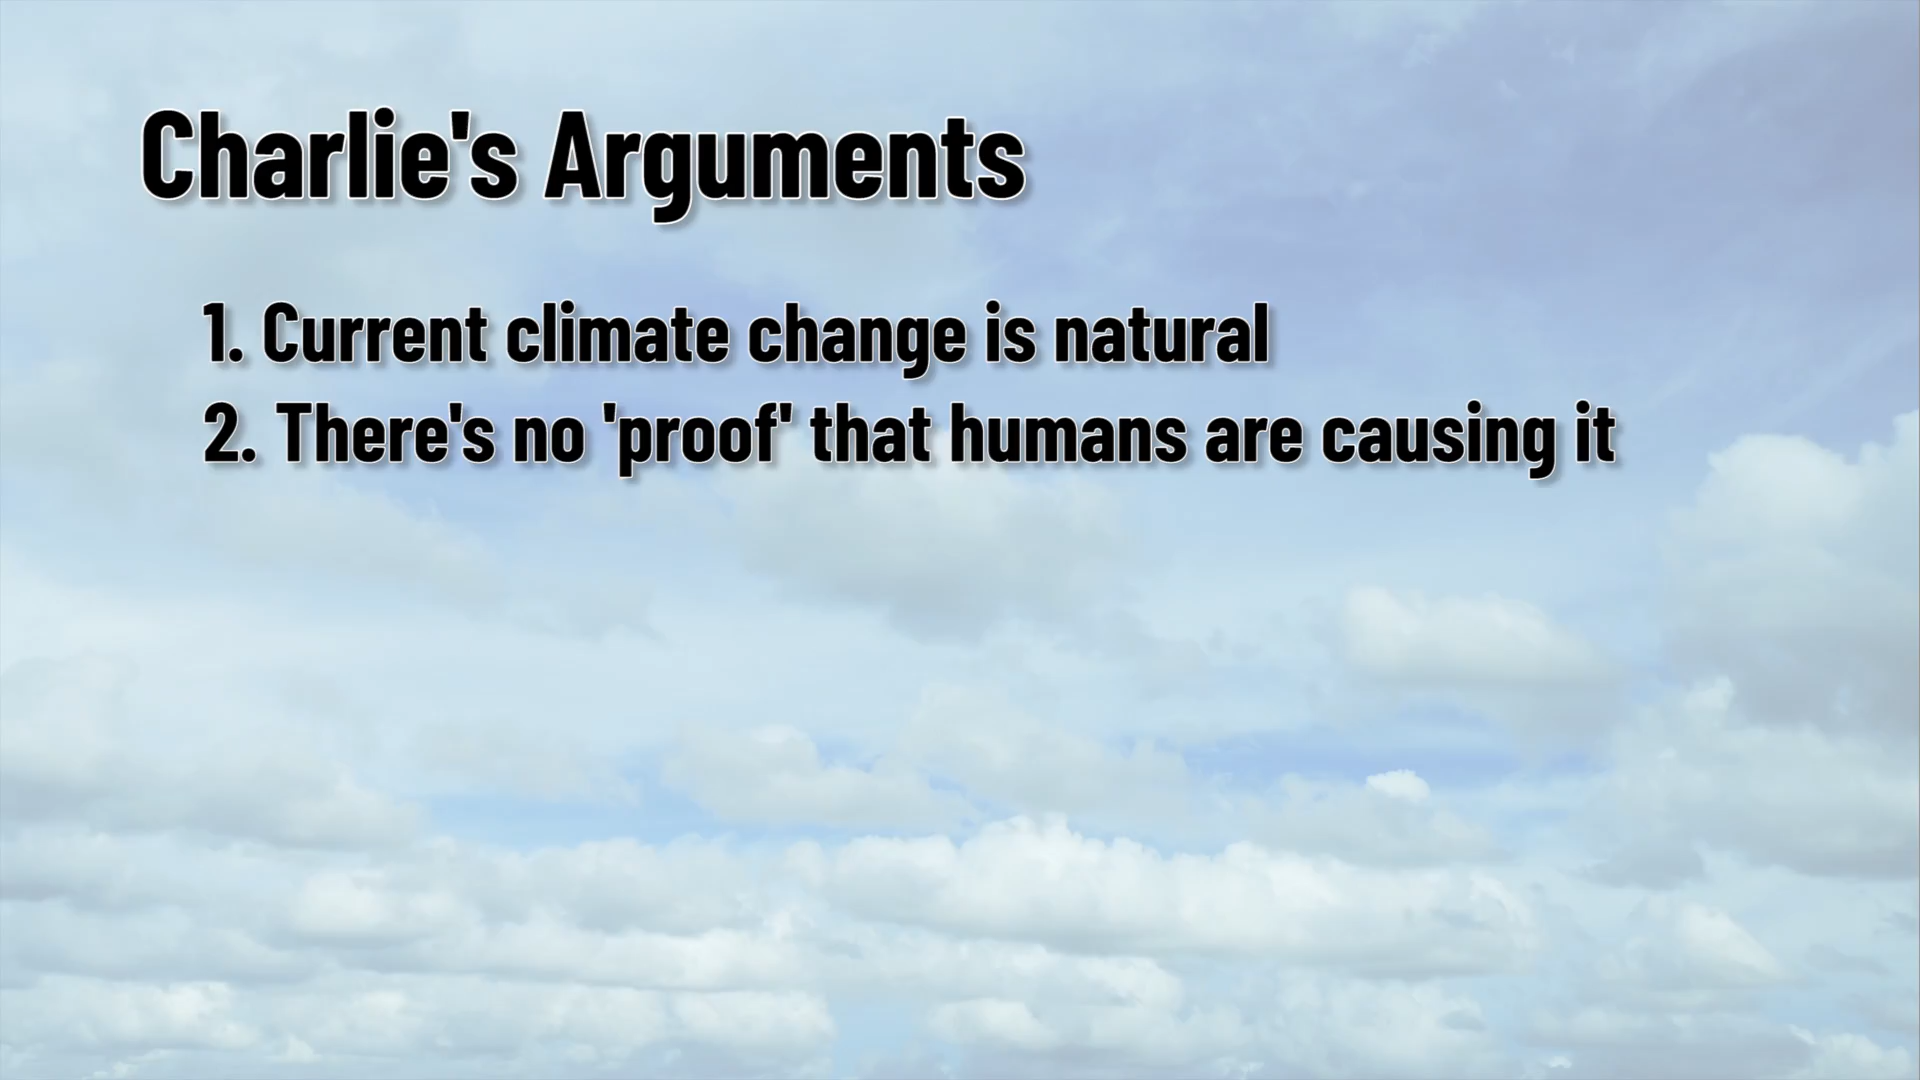 Charlie's Arguments
1. Current climate change is natural
2. There's no 'proof' that humans are causing it